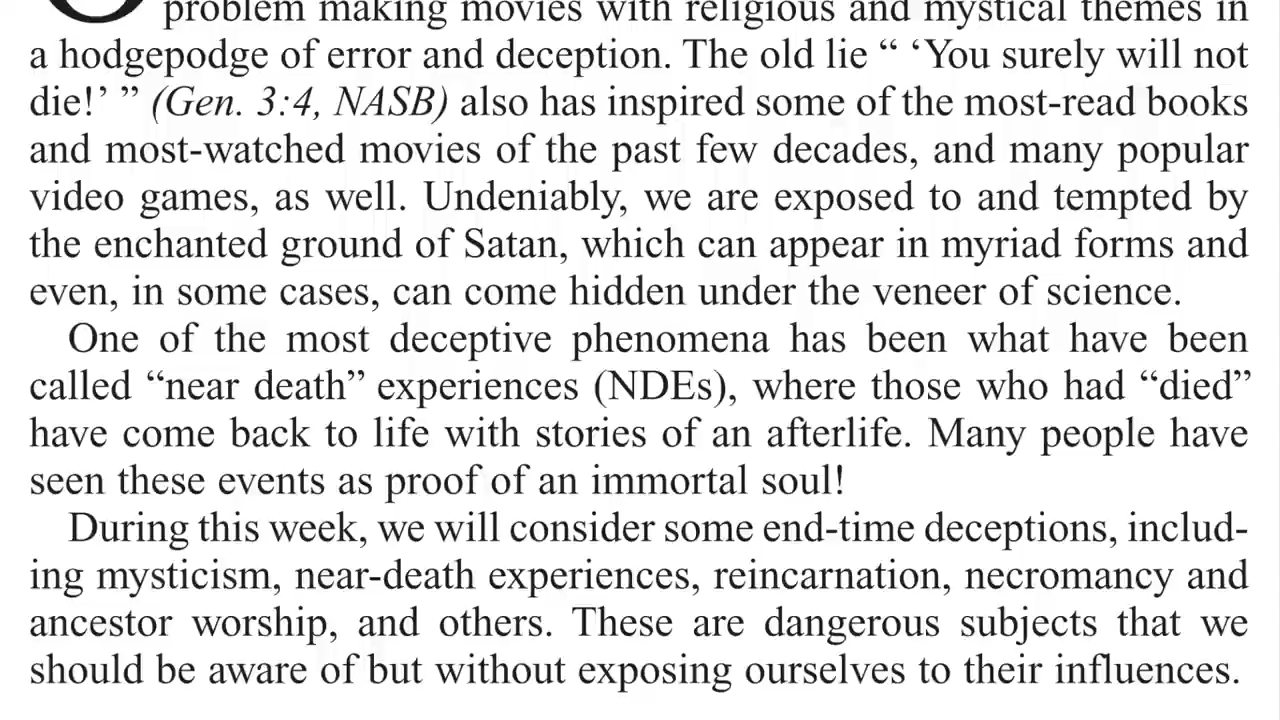 problem making movies with religious and mystical themes in
a hodgepodge of error and deception. The old lie “ ‘You surely will not
die!’ ” (Gen. 3:4, NASB) also has inspired some of the most-read books
and most-watched movies of the past few decades, and many popular
video games, as well. Undeniably, we are exposed to and tempted by
the enchanted ground of Satan, which can appear in myriad forms and
even, in some cases, can come hidden under the veneer of science.
One of the most deceptive phenomena has been what have been
called “near death” experiences (NDEs), where those who had “died”
have come back to life with stories of an afterlife. Many people have
seen these events as proof of an immortal soul!
During this week, we will consider some end-time deceptions, includ-
ing mysticism, near-death experiences, reincarnation, necromancy and
ancestor worship, and others. These are dangerous subjects that we
should be aware of but without exposing ourselves to their influences.